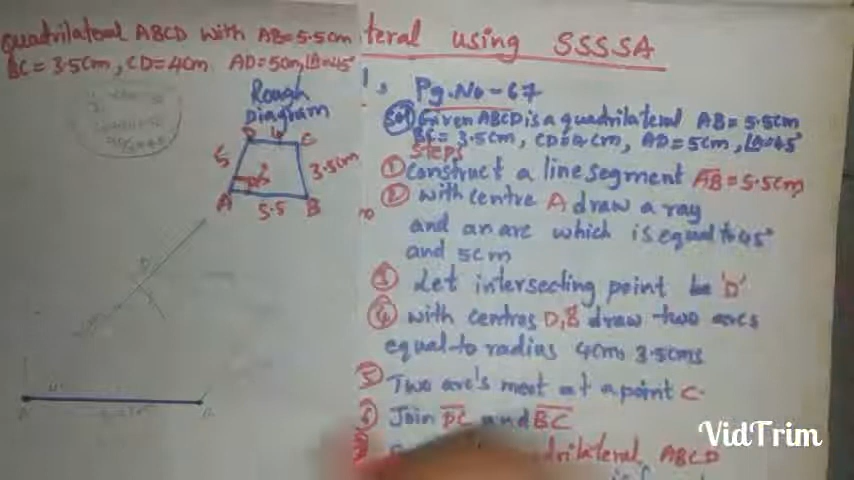 quadrilateral ABCD with AB=5.5cm
BC=3.5cm, CD=4cm AD=5cm, ∠A=45°
teral using SSSSA
Rough
Diagram
D 4 C
5
3.5cm
A 5.5 B
Pg.No-67
Sol Given ABCD is a quadrilateral AB=5.5cm
BC=3.5cm, CD=4cm, AD=5cm, ∠A=45°
Steps
① Construct a line segment AB=5.5cm
② with centre A draw a ray
and an arc which is equal to 45°
and 5cm
③ Let intersecting point be 'D'
④ with centres D,B draw two arcs
equal to radius 4cm, 3.5cms
⑤ Two arc's meet at a point C.
⑥ Join DC and BC
drilateral ABCD
VidTrim